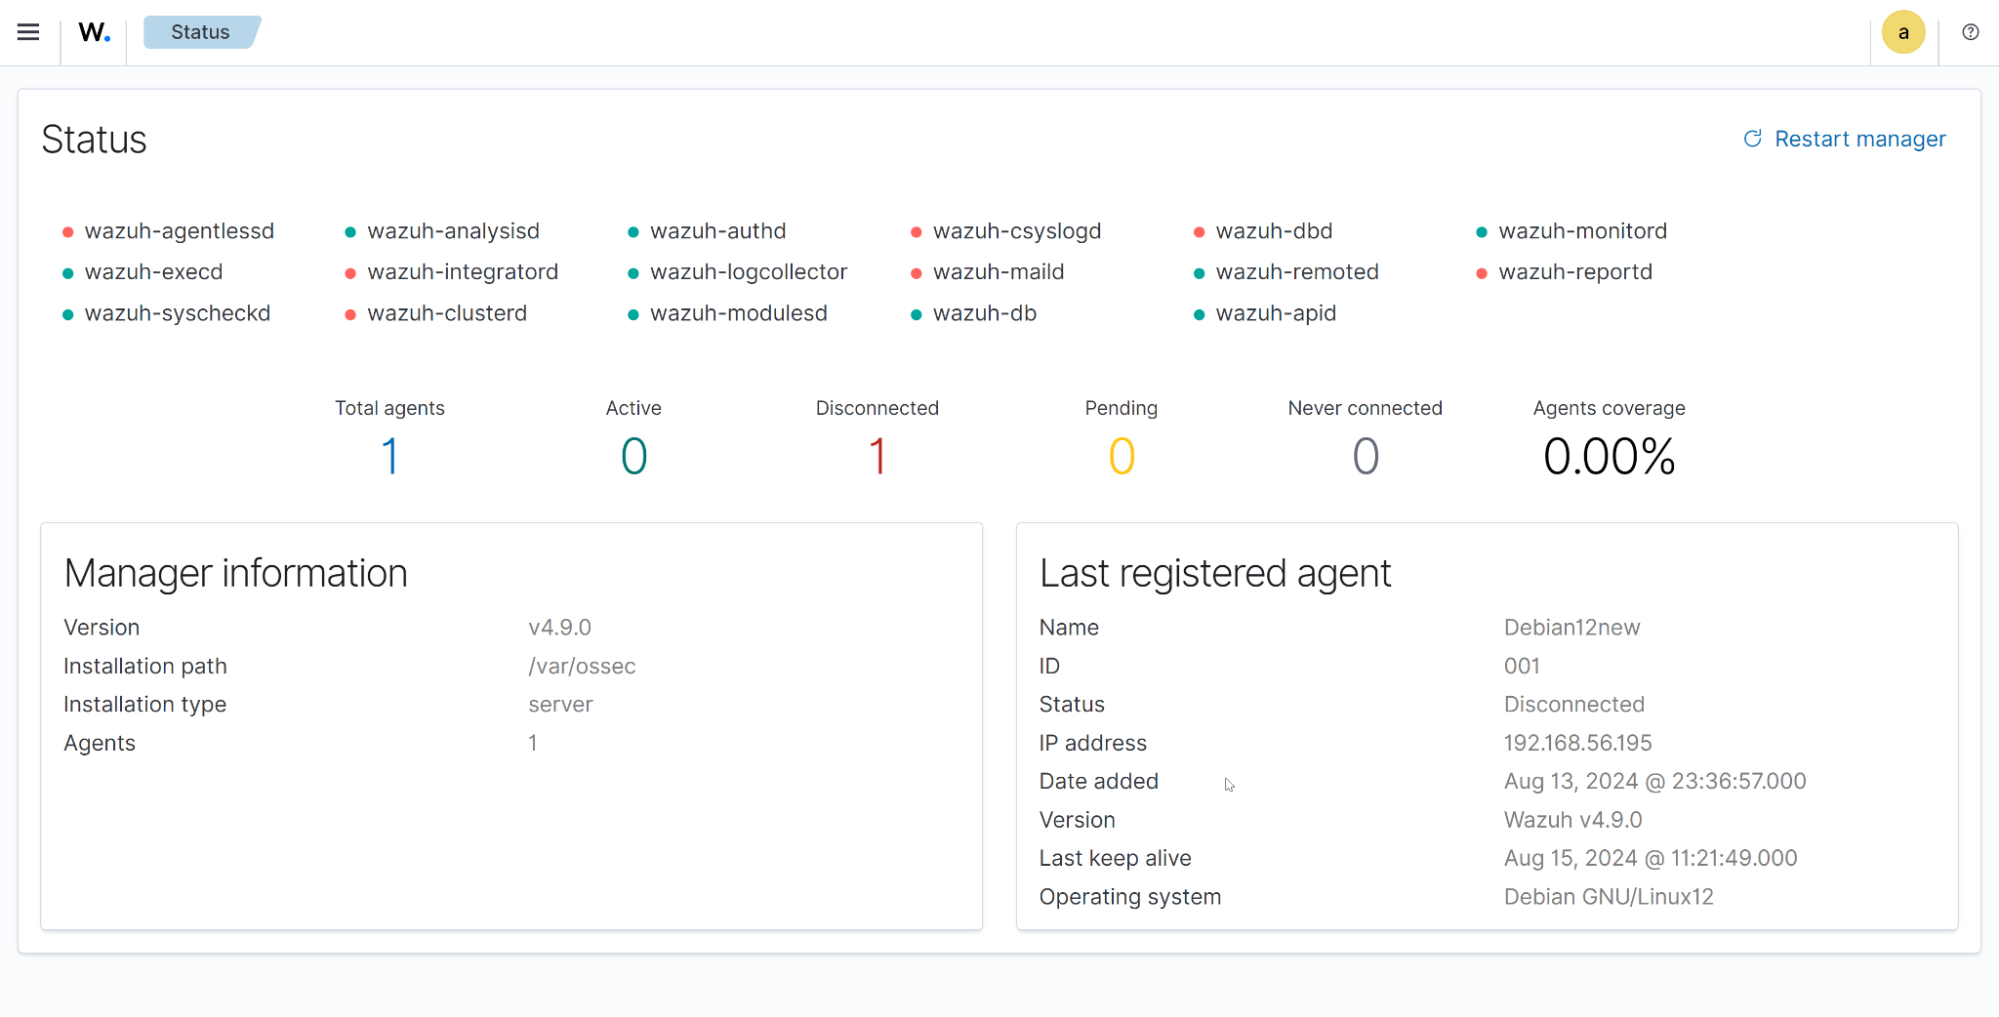 W. Status a
Status Restart manager
wazuh-agentlessd wazuh-analysisd wazuh-authd wazuh-csyslogd wazuh-dbd wazuh-monitord
wazuh-execd wazuh-integratord wazuh-logcollector wazuh-maild wazuh-remoted wazuh-reportd
wazuh-syscheckd wazuh-clusterd wazuh-modulesd wazuh-db wazuh-apid
Total agents Active Disconnected Pending Never connected Agents coverage
1 0 1 0 0 0.00%
Manager information
Version v4.9.0
Installation path /var/ossec
Installation type server
Agents 1
Last registered agent
Name Debian12new
ID 001
Status Disconnected
IP address 192.168.56.195
Date added Aug 13, 2024 @ 23:36:57.000
Version Wazuh v4.9.0
Last keep alive Aug 15, 2024 @ 11:21:49.000
Operating system Debian GNU/Linux12